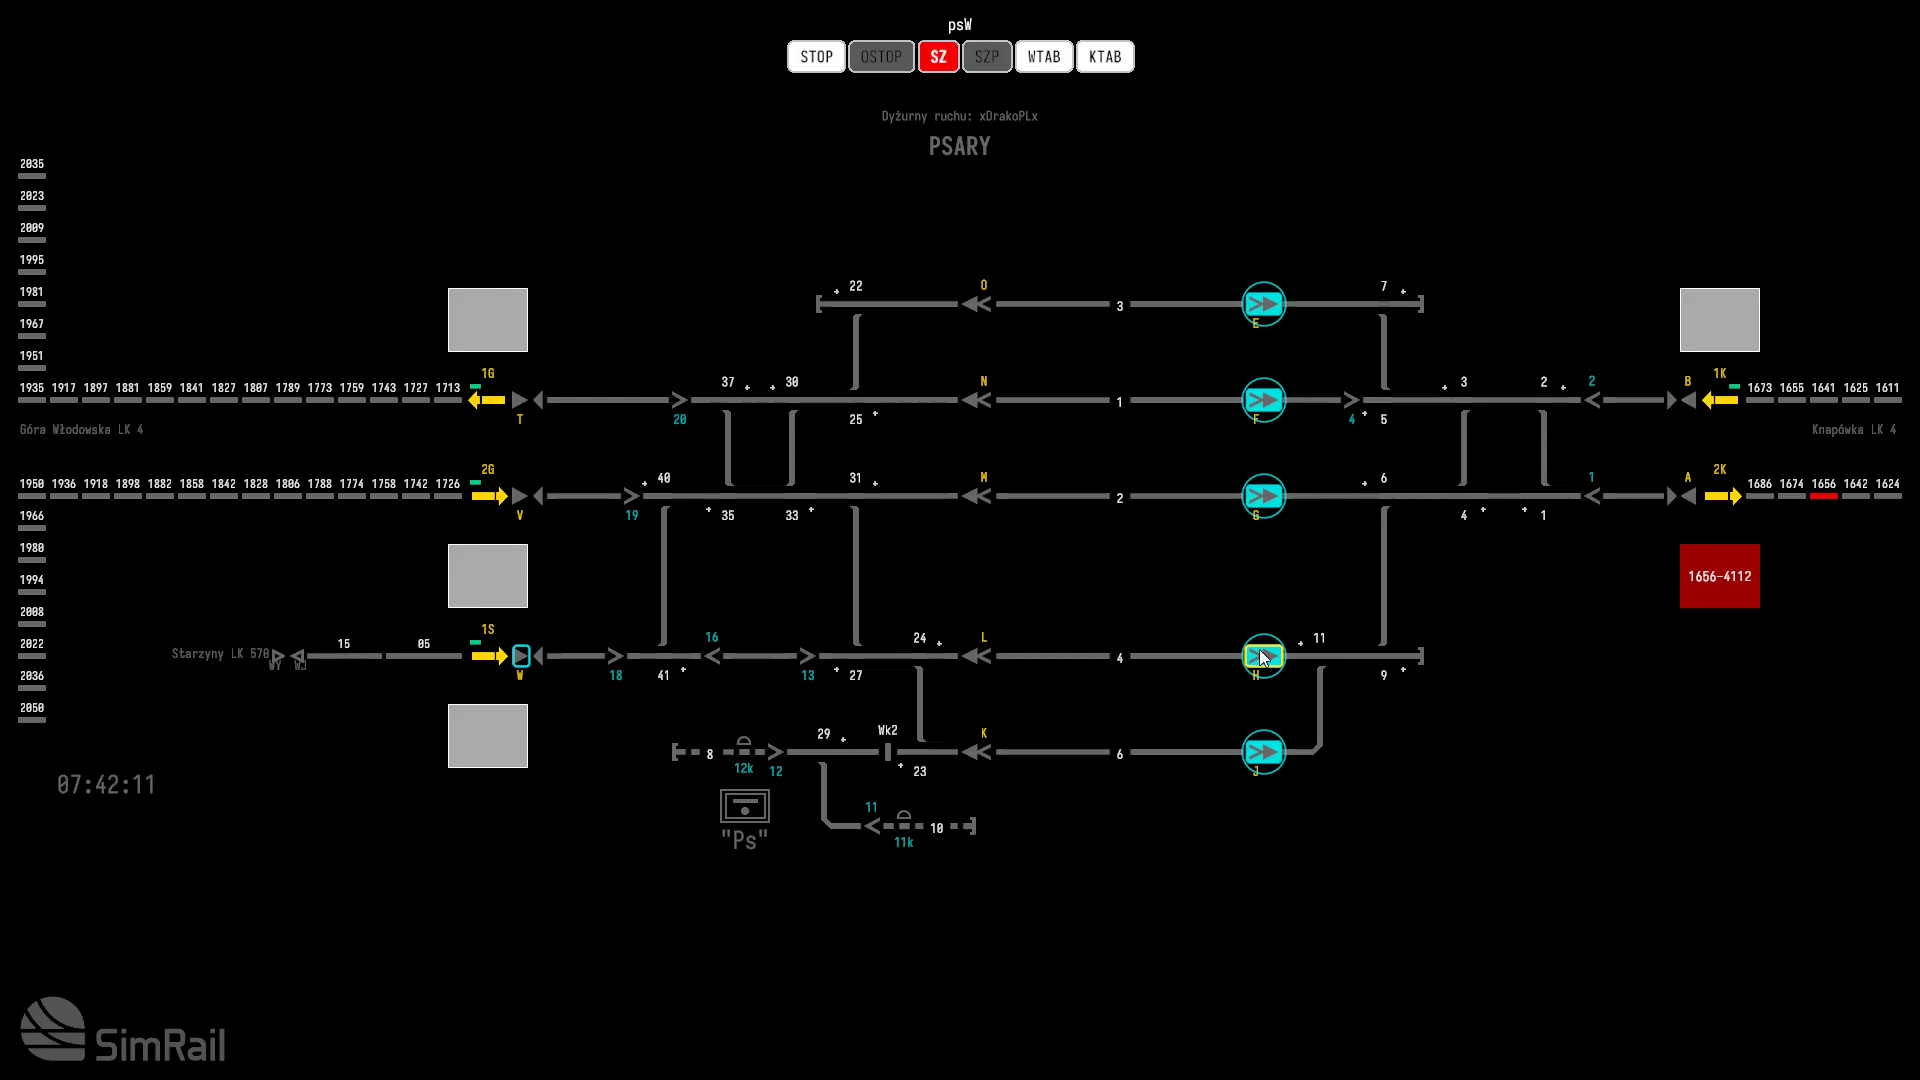 psW
STOP OSTOP SZ SZP WTAB KTAB
Dyżurny ruchu: xDrakoPLx
PSARY
2035
2023
2009
1995
1981
1967
1951
22 O 3 E 7
1935 1917 1897 1881 1859 1841 1827 1807 1789 1773 1759 1743 1727 1713 1G T 20 37 30 25 N 1 F 4 5 3 2 2 B 1K 1673 1655 1641 1625 1611
Góra Włodowska LK 4
Knapówka LK 4
1950 1936 1918 1898 1882 1858 1842 1828 1806 1788 1774 1758 1742 1726 2G V 19 40 35 33 31 M 2 G 6 4 1 1 A 2K 1686 1674 1656 1642 1624
1966
1980
1994
2008
2022
2036
2050
1656-4112
Starzyny LK 570 WY WJ 15 05 1S W 18 41 16 13 27 24 L 4 H 11 9
8 12k 12 29 Wk2 23 K 6 J
11 11k 10
"Ps"
07:42:11
SimRail